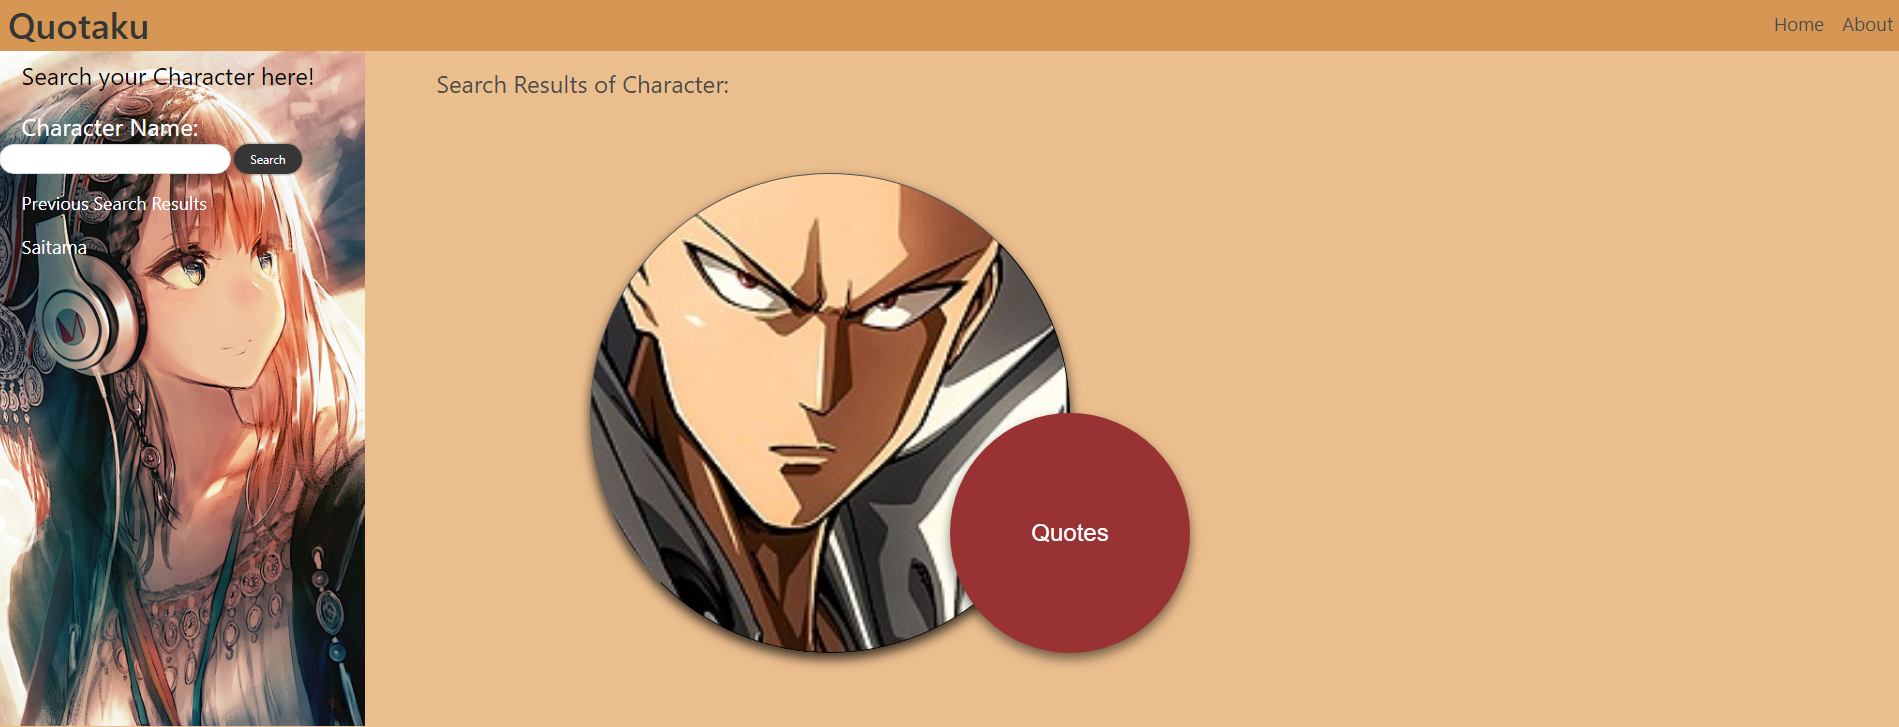 Quotaku
Home About
Search your Character here!
Character Name:
Search
Previous Search Results
Saitama
Search Results of Character:
Quotes